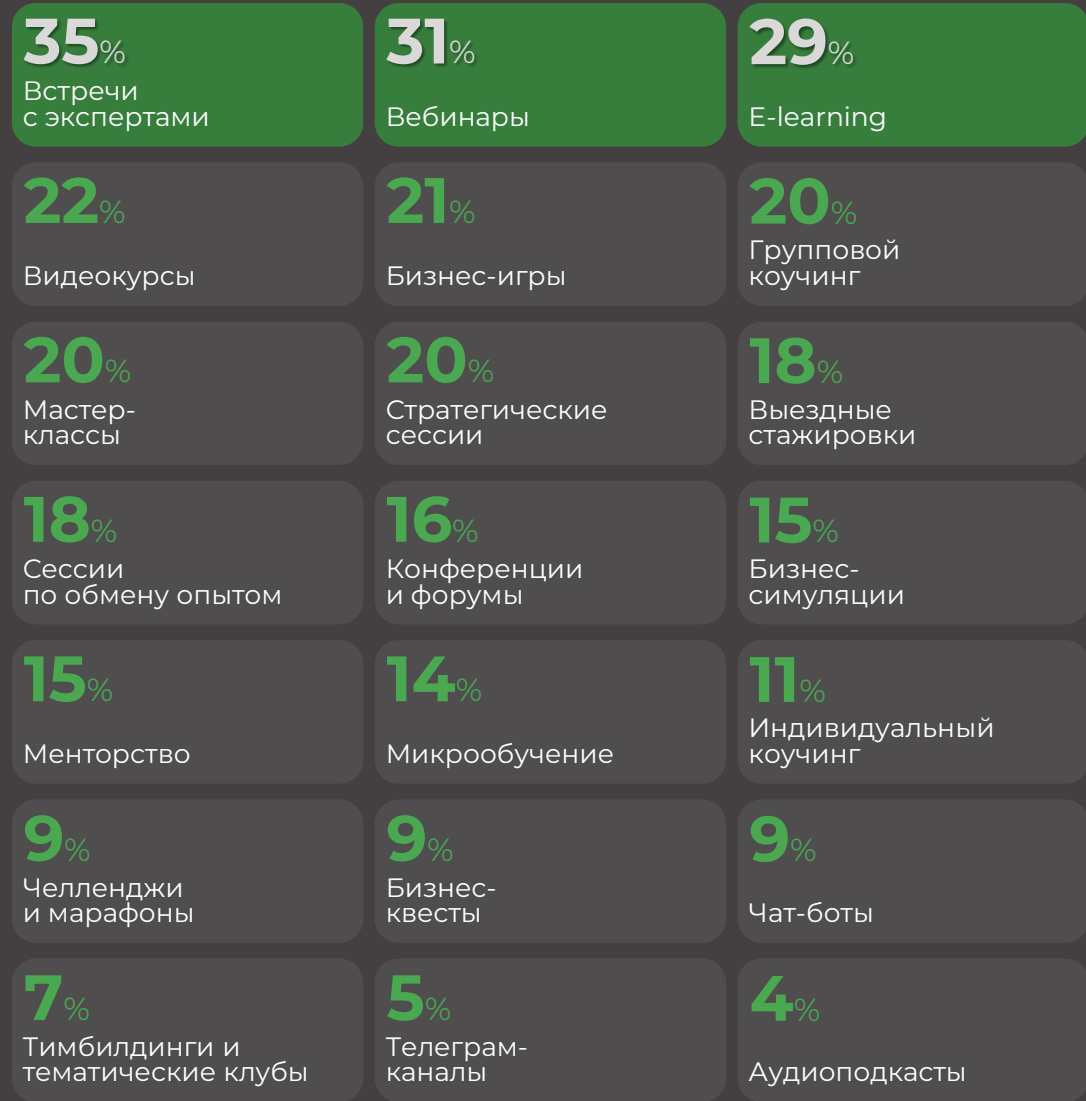 35%
Встречи
с экспертами
31%
Вебинары
29%
E-learning
22%
Видеокурсы
21%
Бизнес-игры
20%
Групповой
коучинг
20%
Мастер-
классы
20%
Стратегические
сессии
18%
Выездные
стажировки
18%
Сессии
по обмену опытом
16%
Конференции
и форумы
15%
Бизнес-
симуляции
15%
Менторство
14%
Микрообучение
11%
Индивидуальный
коучинг
9%
Челленджи
и марафоны
9%
Бизнес-
квесты
9%
Чат-боты
7%
Тимбилдинги и
тематические клубы
5%
Телеграм-
каналы
4%
Аудиоподкасты